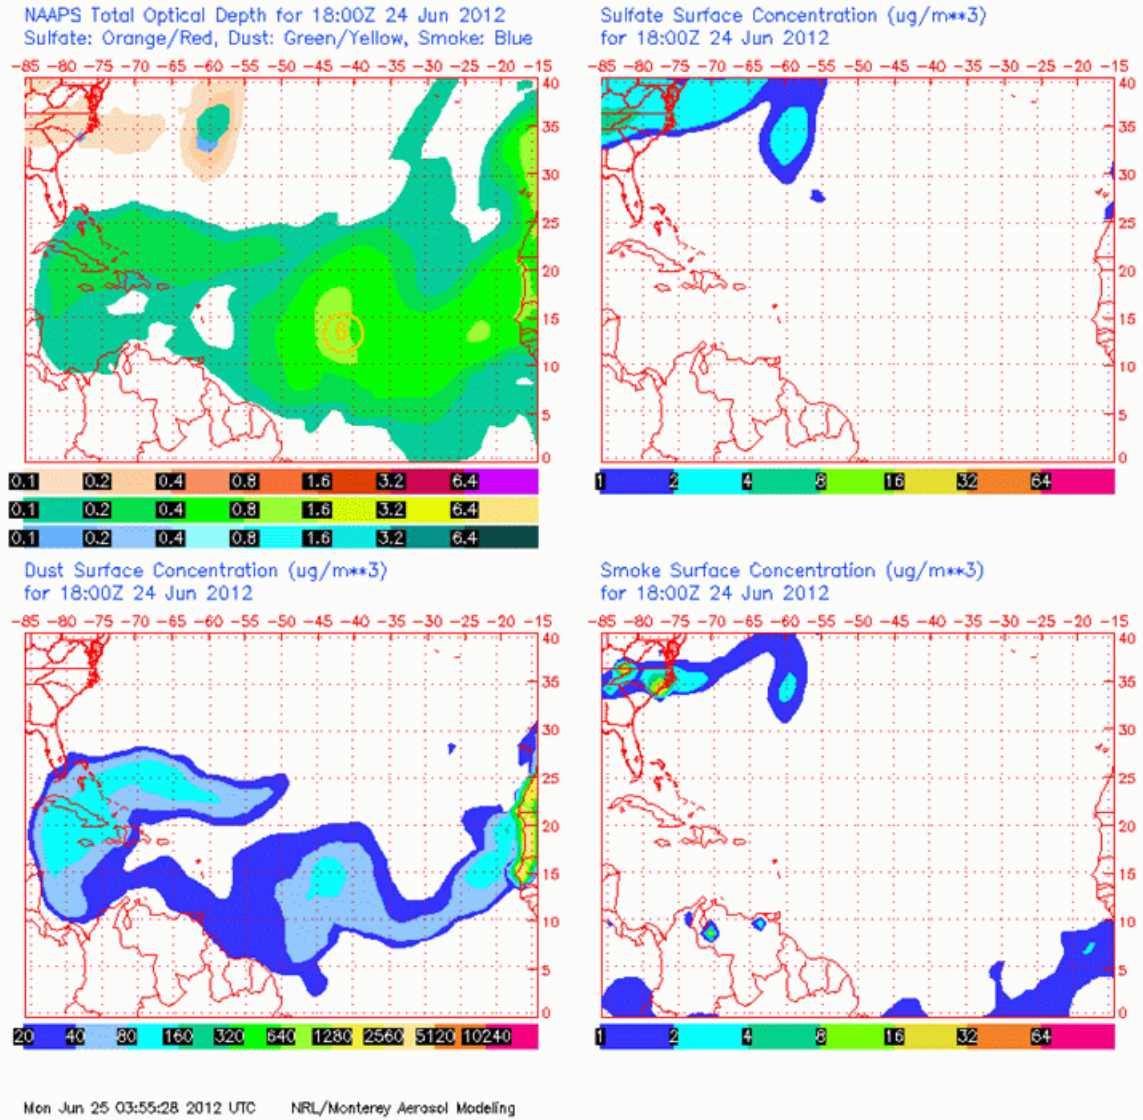 NAAPS Total Optical Depth for 18:00Z 24 Jun 2012
Sulfate: Orange/Red, Dust: Green/Yellow, Smoke: Blue
-85 -80 -75 -70 -65 -60 -55 -50 -45 -40 -35 -30 -25 -20 -15
40
35
30
25
20
15
10
5
0
6
0.1 0.2 0.4 0.8 1.6 3.2 6.4
0.1 0.2 0.4 0.8 1.6 3.2 6.4
0.1 0.2 0.4 0.8 1.6 3.2 6.4
Sulfate Surface Concentration (ug/m**3)
for 18:00Z 24 Jun 2012
-85 -80 -75 -70 -65 -60 -55 -50 -45 -40 -35 -30 -25 -20 15
40
35
30
25
20
15
10
5
0
1 2 4 8 16 32 64
Dust Surface Concentration (ug/m**3)
for 18:00Z 24 Jun 2012
-85 -80 -75 -70 -65 -60 -55 -50 -45 -40 -35 -30 -25 -20 -15
40
35
30
25
20
15
10
5
0
20 40 80 160 320 640 1280 2560 5120 10240
Smoke Surface Concentration (ug/m**3)
for 18:00Z 24 Jun 2012
-85 -80 -75 -70 -65 -60 -55 -50 -45 -40 -35 -30 -25 -20 15
40
35
30
25
20
15
10
5
0
1 2 4 8 16 32 64
Mon Jun 25 03:55:28 2012 UTC NRL/Monterey Aerosol Modeling